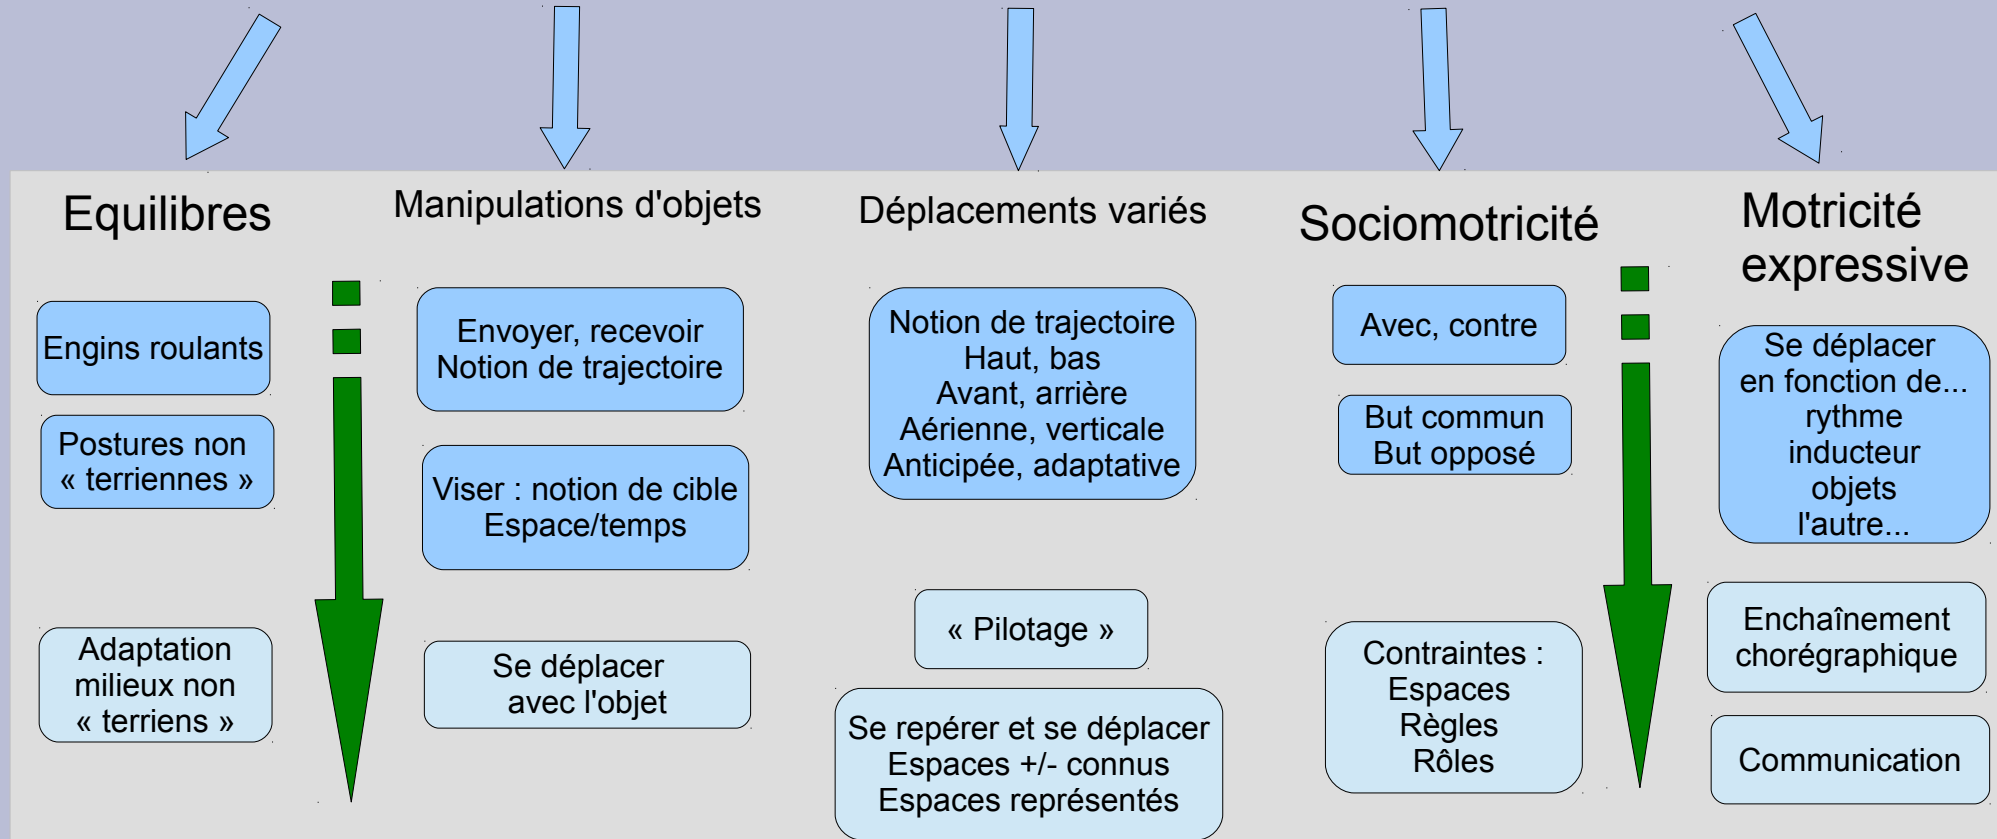 Equilibres
Engins roulants
Postures non
« terriennes »
Adaptation
milieux non
« terriens »
Manipulations d'objets
Envoyer, recevoir
Notion de trajectoire
Viser : notion de cible
Espace/temps
Se déplacer
avec l'objet
Déplacements variés
Notion de trajectoire
Haut, bas
Avant, arrière
Aérienne, verticale
Anticipée, adaptative
« Pilotage »
Se repérer et se déplacer
Espaces +/- connus
Espaces représentés
Sociomotricité
Avec, contre
But commun
But opposé
Contraintes :
Espaces
Règles
Rôles
Motricité
expressive
Se déplacer
en fonction de...
rythme
inducteur
objets
l'autre...
Enchaînement
chorégraphique
Communication